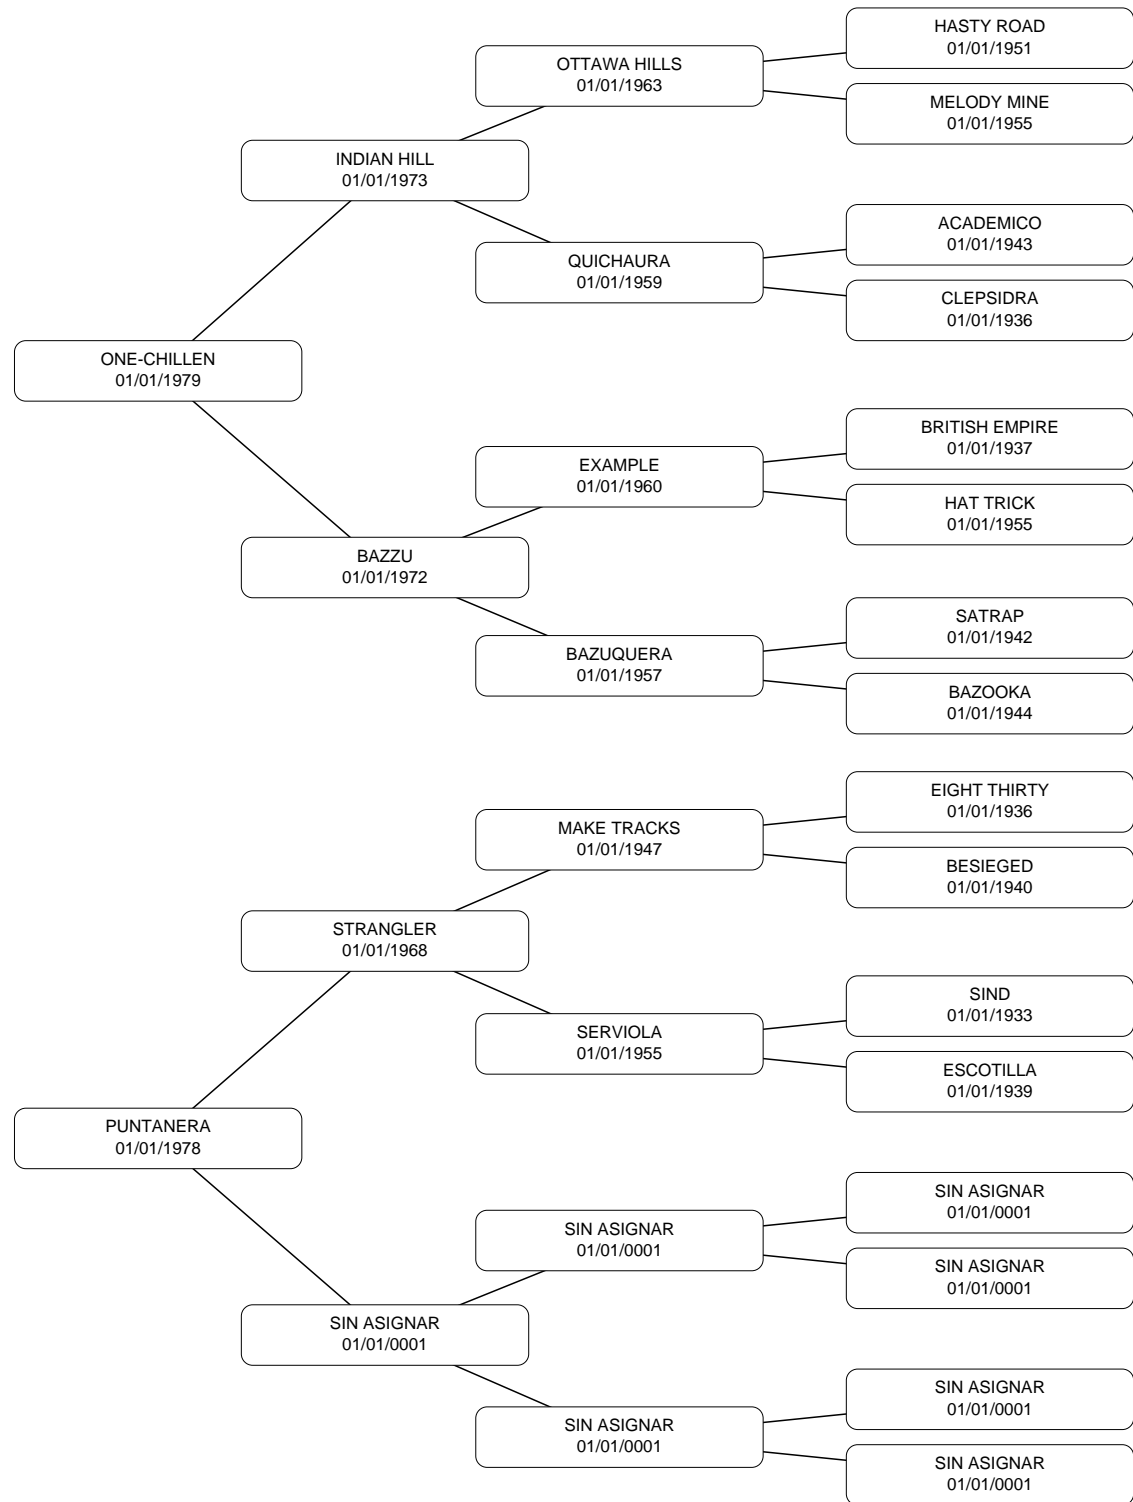 HASTY ROAD
01/01/1951
OTTAWA HILLS
01/01/1963
MELODY MINE
01/01/1955
INDIAN HILL
01/01/1973
ACADEMICO
01/01/1943
QUICHAURA
01/01/1959
CLEPSIDRA
01/01/1936
ONE-CHILLEN
01/01/1979
BRITISH EMPIRE
01/01/1937
EXAMPLE
01/01/1960
HAT TRICK
01/01/1955
BAZZU
01/01/1972
SATRAP
01/01/1942
BAZUQUERA
01/01/1957
BAZOOKA
01/01/1944
EIGHT THIRTY
01/01/1936
MAKE TRACKS
01/01/1947
BESIEGED
01/01/1940
STRANGLER
01/01/1968
SIND
01/01/1933
SERVIOLA
01/01/1955
ESCOTILLA
01/01/1939
PUNTANERA
01/01/1978
SIN ASIGNAR
01/01/0001
SIN ASIGNAR
01/01/0001
SIN ASIGNAR
01/01/0001
SIN ASIGNAR
01/01/0001
SIN ASIGNAR
01/01/0001
SIN ASIGNAR
01/01/0001
SIN ASIGNAR
01/01/0001